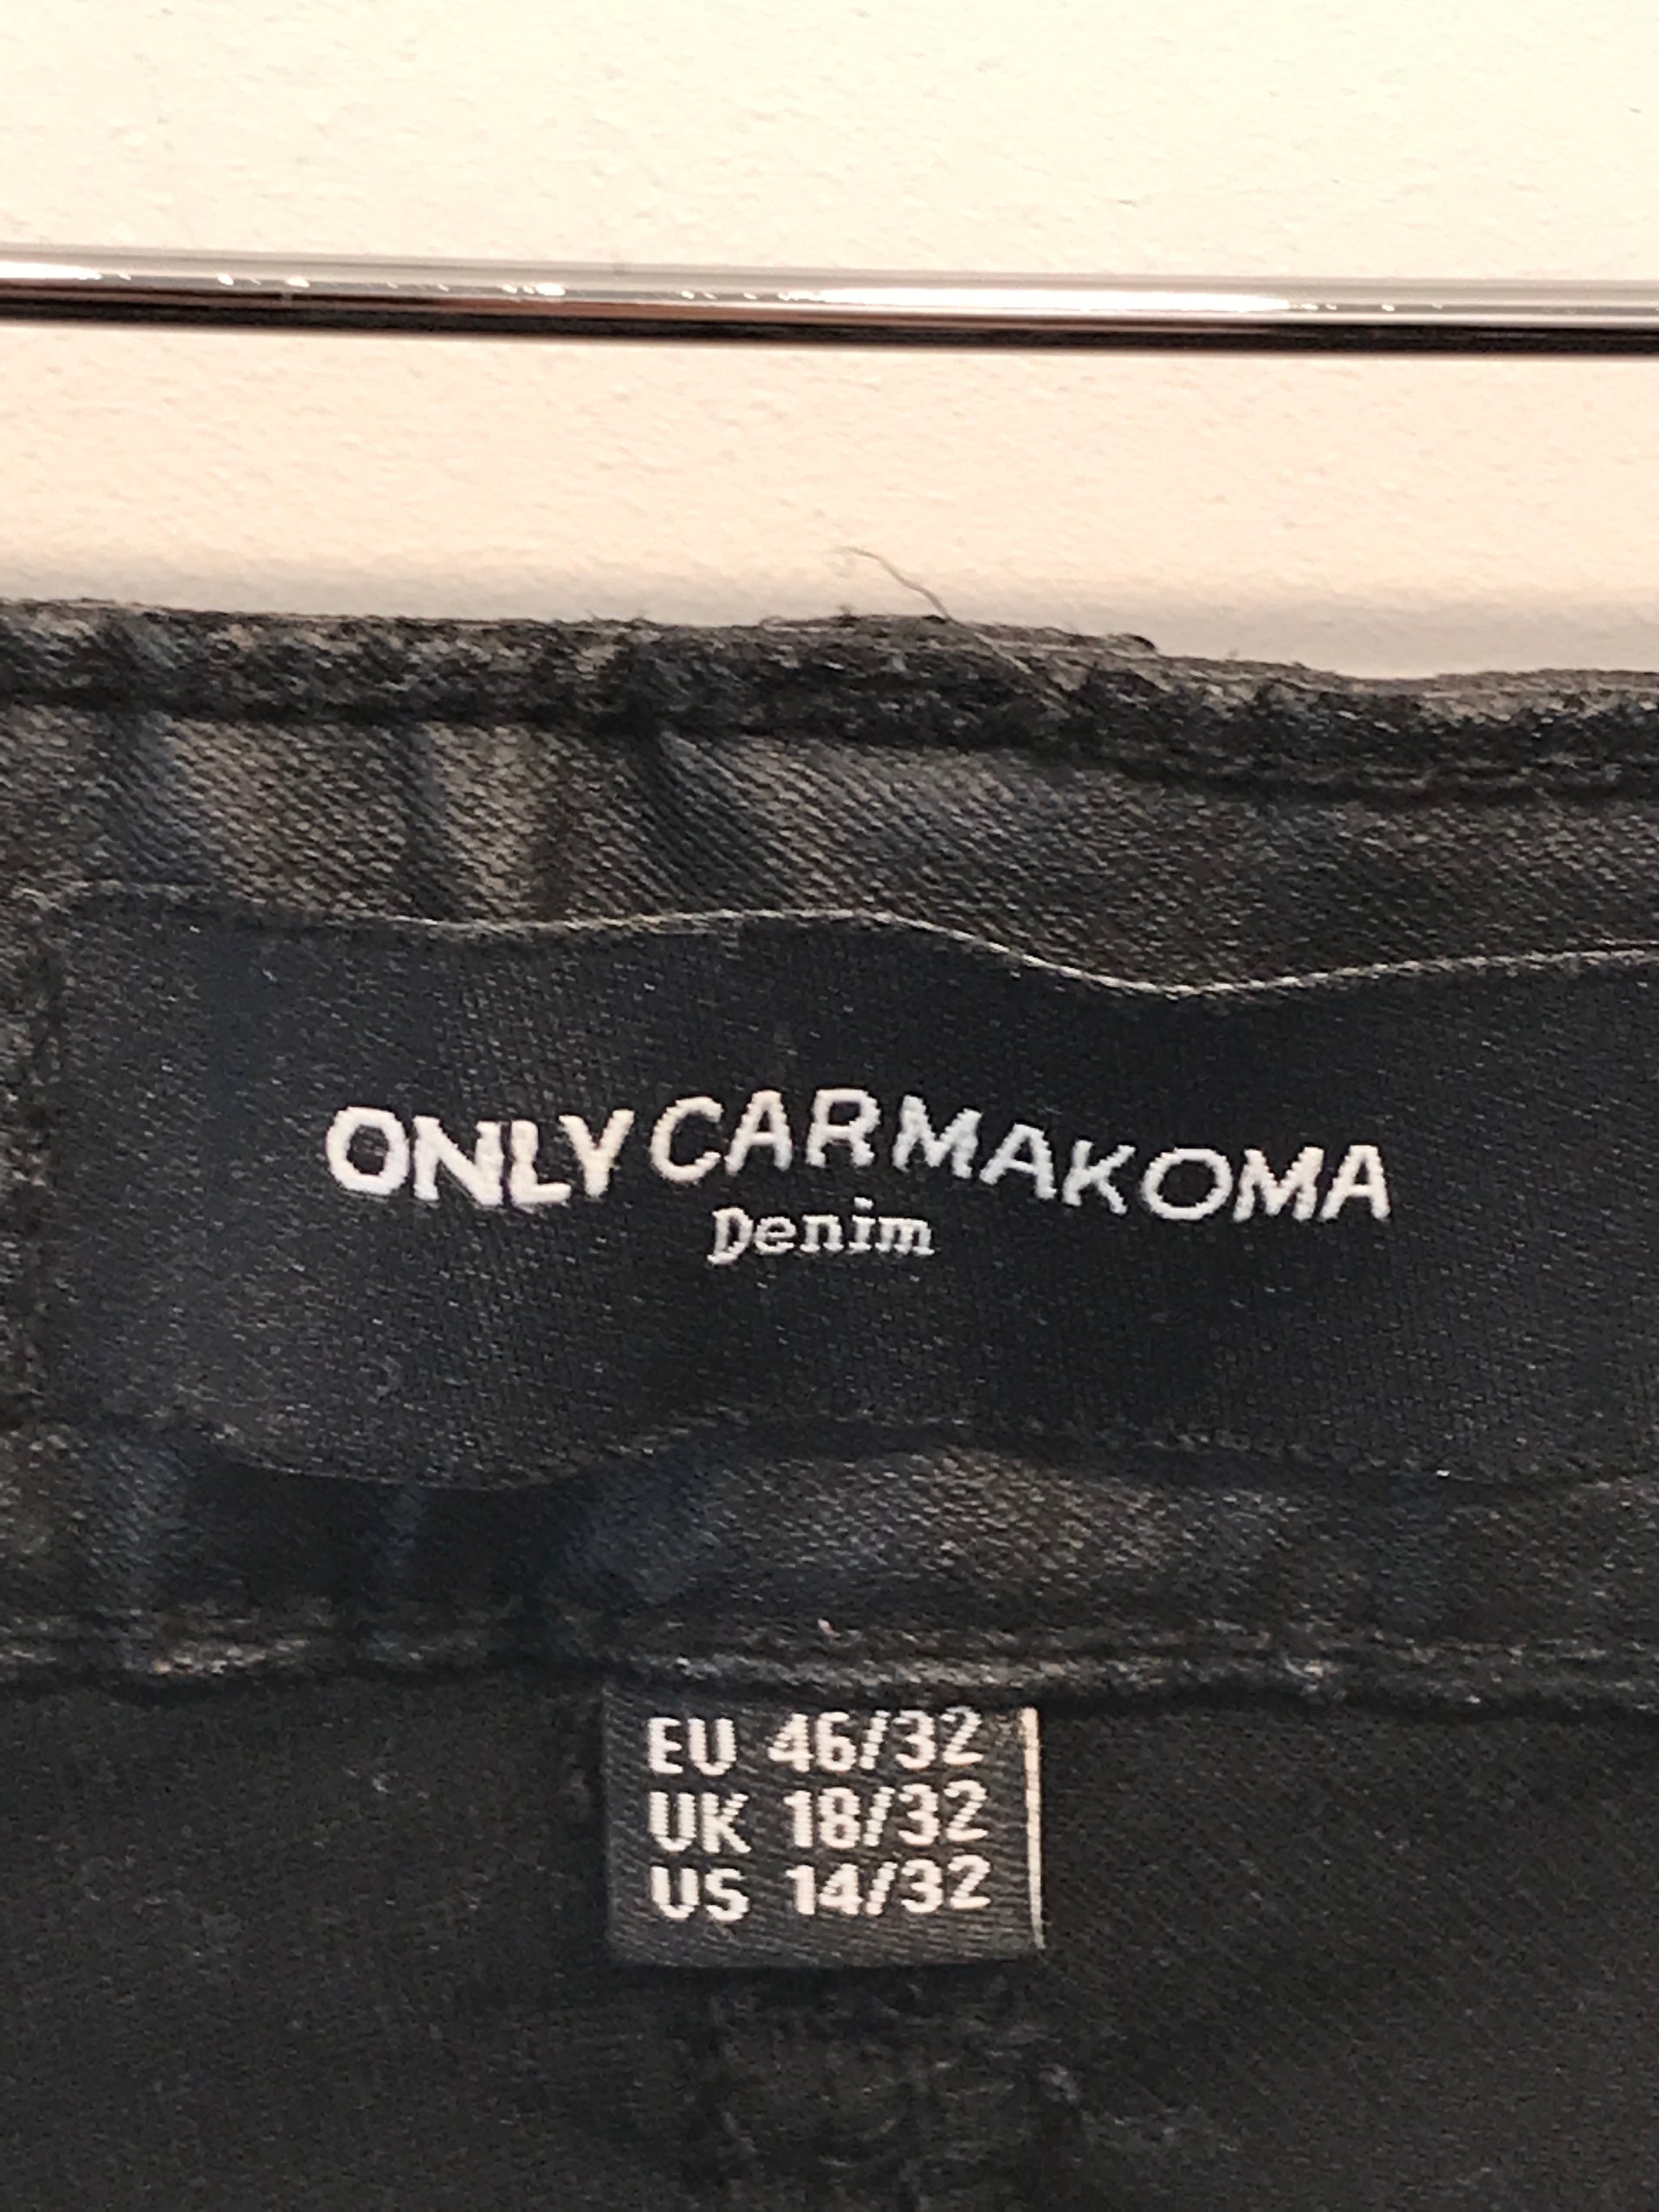 ONLY CARMAKOMA
Denim
EU 46/32
UK 18/32
US 14/32